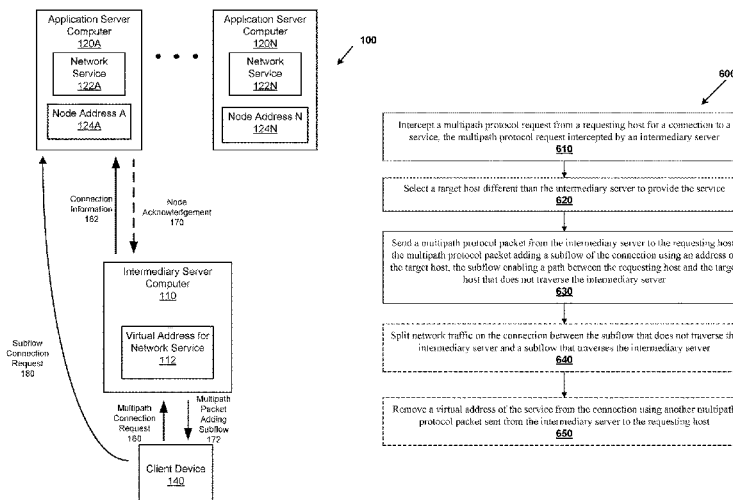 Application Server
Computer
120A
Network
Service
122A
Node Address A
124A
Application Server
Computer
120N
Network
Service
122N
Node Address N
124N
100
Connection
Information
162
Node
Acknowledgement
170
Intermediary Server
Computer
110
Virtual Address for
Network Service
112
Subflow
Connection
Request
180
Multipath
Connection
Request
160
Multipath
Packet
Adding
Subflow
172
Client Device
140
600
Intercept a multipath protocol request from a requesting host for a connection to a
service, the multipath protocol request intercepted by an intermediary server
610
Select a target host different than the intermediary server to provide the service
620
Send a multipath protocol packet from the intermediary server to the requesting host
the multipath protocol packet adding a subflow of the connection using an address of
the target host, the subflow enabling a path between the requesting host and the target
host that does not traverse the intermediary server
630
Split network traffic on the connection between the subflow that does not traverse the
intermediary server and a subflow that traverses the intermediary server
640
Remove a virtual address of the service from the connection using another multipath
protocol packet sent from the intermediary server to the requesting host
650